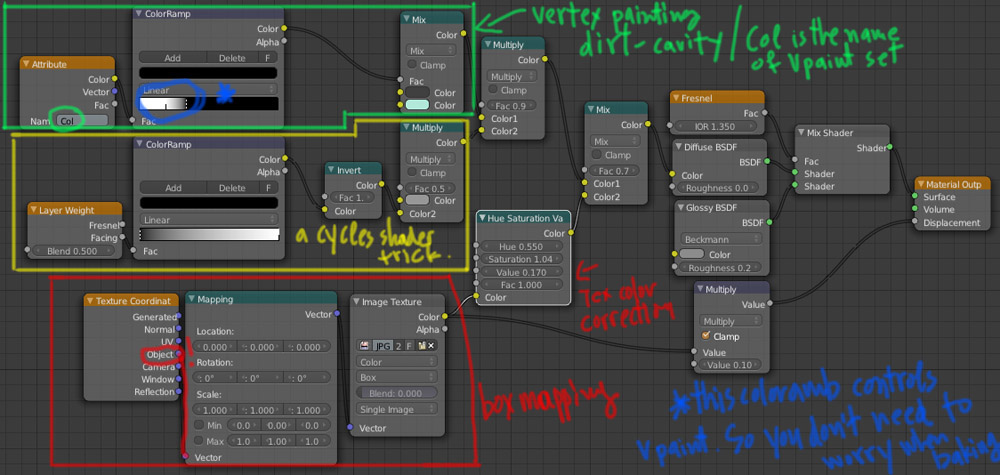 ColorRamp
Color
Alpha
Add
Delete
F
Linear
Fac
Attribute
Color
Vector
Fac
Nam
Col
Mix
Color
Mix
Clamp
Fac
Color
Color
vertex painting
dirt-cavity / Col is the name
of Vpaint set
Multiply
Color
Multiply
Clamp
Fac 0.9
Color1
Color2
ColorRamp
Color
Alpha
Add
Delete
F
Linear
Fac
Layer Weight
Fresnel
Facing
Blend 0.500
Invert
Color
Fac 1.
Color
Multiply
Color
Multiply
Clamp
Fac 0.5
Color2
a cycles shader
trick.
Mix
Color
Mix
Clamp
Fac 0.7
Color1
Color2
Fresnel
Fac
IOR 1.350
Diffuse BSDF
BSDF
Color
Roughness 0.0
Glossy BSDF
BSDF
Beckmann
Color
Roughness 0.2
Mix Shader
Shader
Fac
Shader
Shader
Material Outp
Surface
Volume
Displacement
Hue Saturation Va
Color
Hue 0.550
Saturation 1.04
Value 0.170
Fac 1.000
Color
Tex color
correction
Multiply
Value
Multiply
Clamp
Value
Value 0.10
Texture Coordinat
Generated
Normal
UV
Object
Camera
Window
Reflection
Mapping
Vector
Location:
0.000
0.000
0.000
Rotation:
0°
0°
0°
Scale:
1.000
1.000
1.000
Min
0.0
0.00
0.0
Max
1.0
1.00
1.0
Vector
Image Texture
Color
Alpha
JPG
2
F
Color
Box
Blend: 0.000
Single Image
Vector
box mapping
*this coloramb controls
Vpaint. So you don't need to
worry when baking